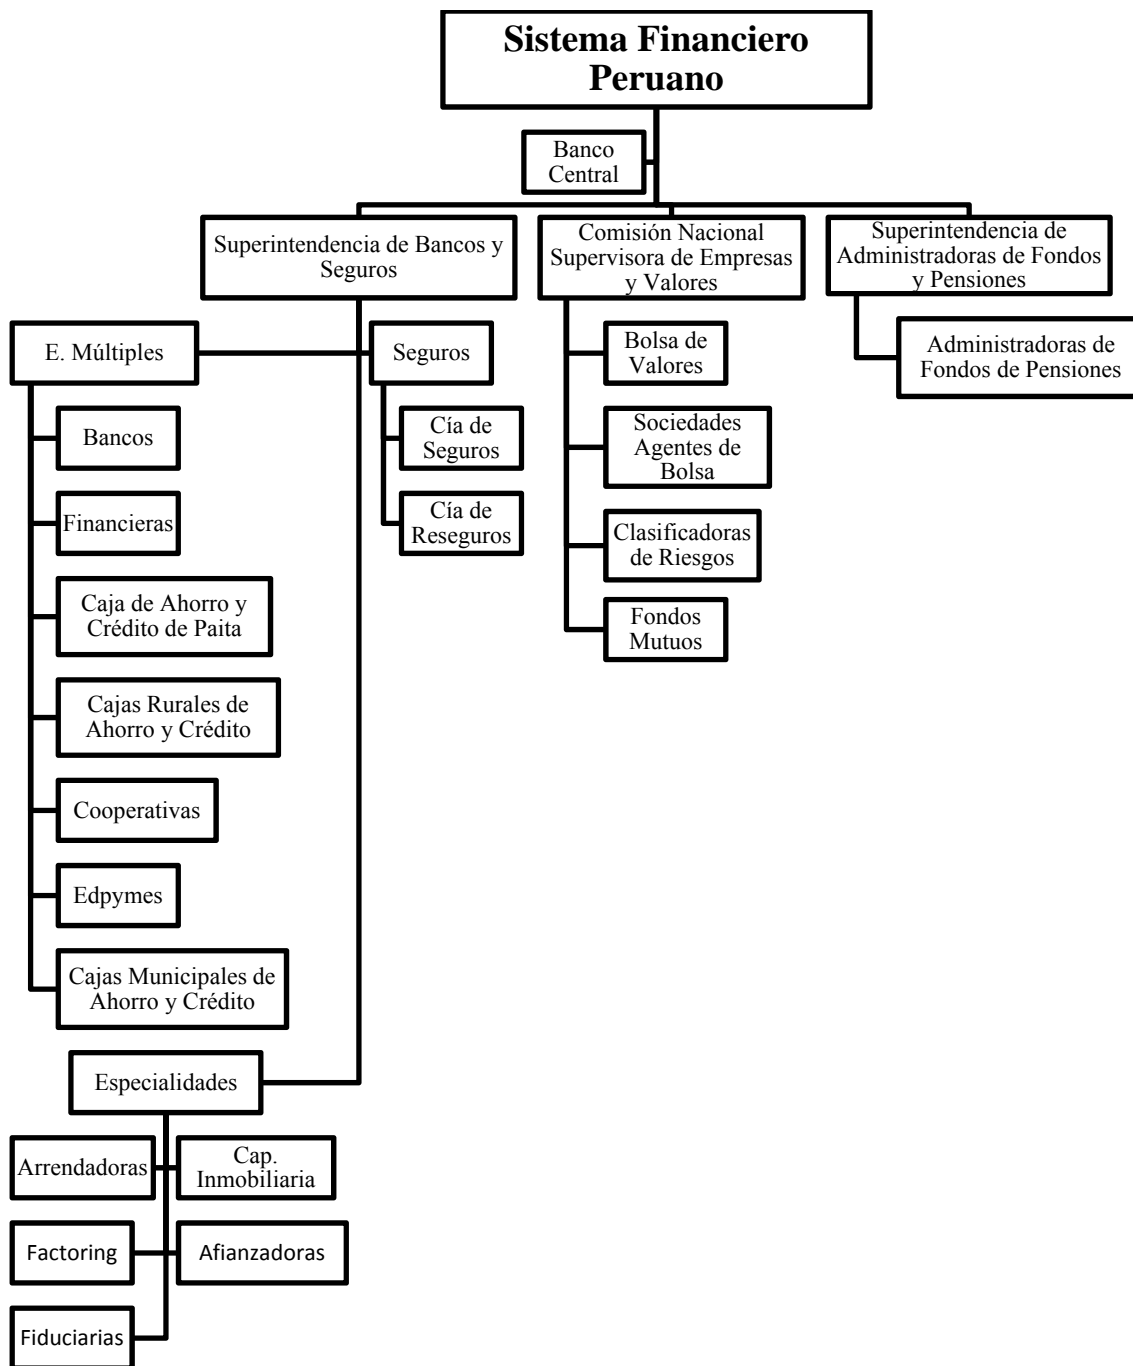 Sistema Financiero
Peruano
Banco
Central
Superintendencia de Bancos y
Seguros
Comisión Nacional
Supervisora de Empresas
y Valores
Superintendencia de
Administradoras de Fondos
y Pensiones
E. Múltiples
Seguros
Bolsa de
Valores
Administradoras de
Fondos de Pensiones
Bancos
Cía de
Seguros
Sociedades
Agentes de
Bolsa
Financieras
Cía de
Reseguros
Clasificadoras
de Riesgos
Caja de Ahorro y
Crédito de Paita
Fondos
Mutuos
Cajas Rurales de
Ahorro y Crédito
Cooperativas
Edpymes
Cajas Municipales de
Ahorro y Crédito
Especialidades
Arrendadoras
Cap.
Inmobiliaria
Factoring
Afianzadoras
Fiduciarias